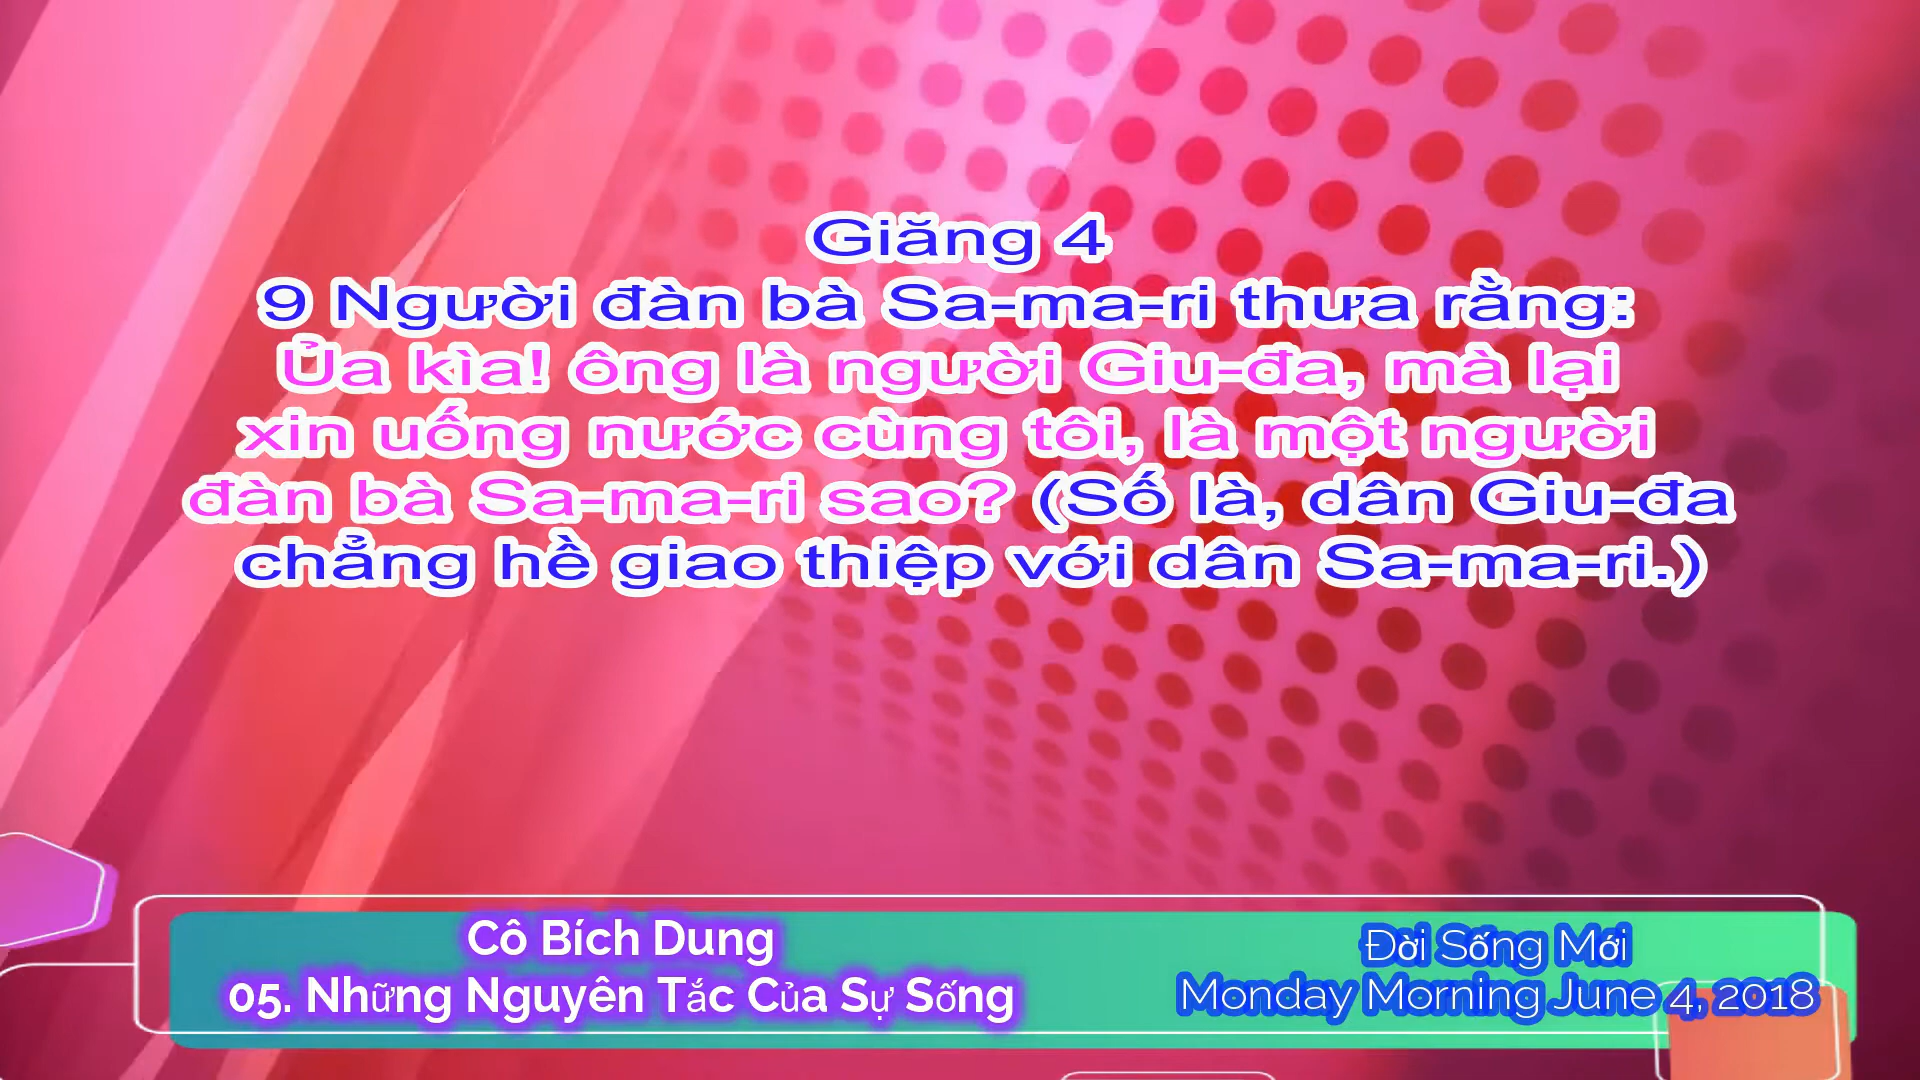 Giăng 4
9 Người đàn bà Sa-ma-ri thưa rằng:
Ủa kìa! ông là người Giu-đa, mà lại
xin uống nước cùng tôi, là một người
đàn bà Sa-ma-ri sao? (Số là, dân Giu-đa
chẳng hề giao thiệp với dân Sa-ma-ri.)
Cô Bích Dung
05. Những Nguyên Tắc Của Sự Sống
Đời Sống Mới
Monday Morning June 4, 2018